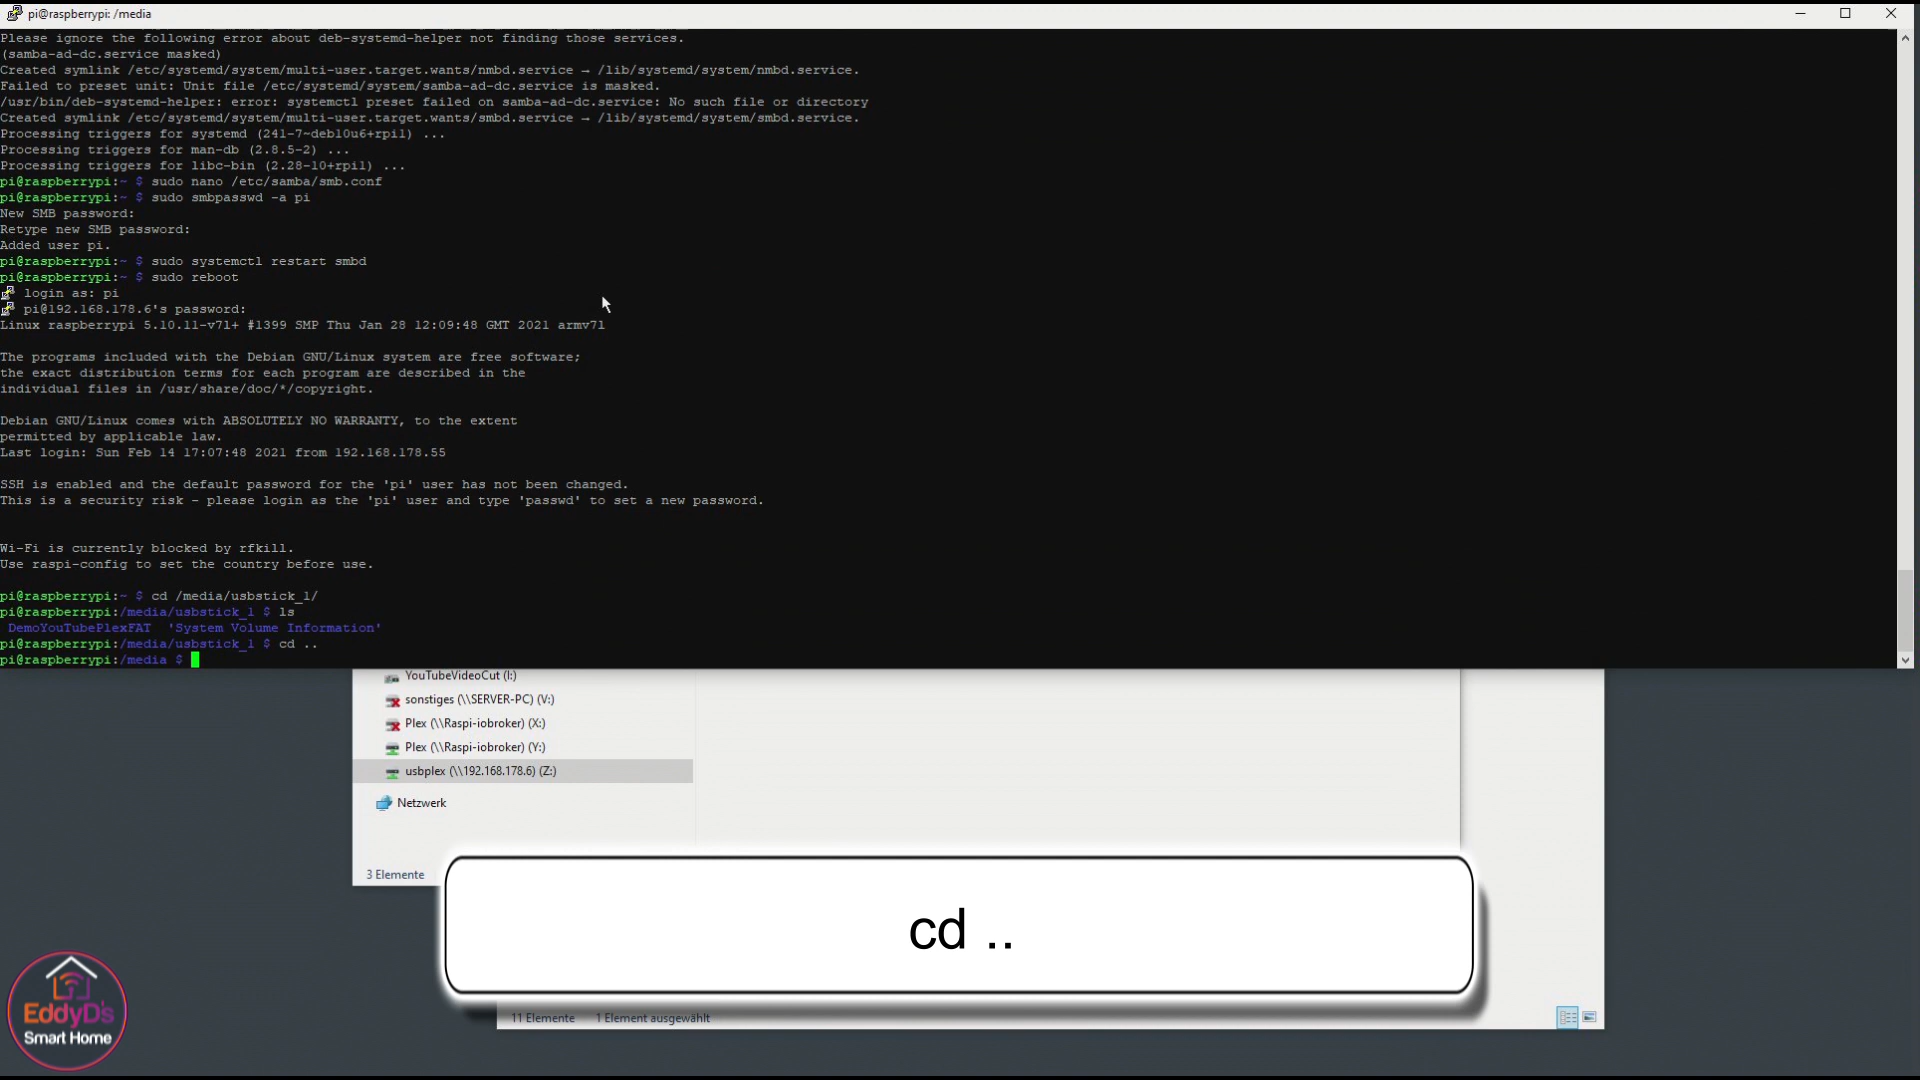 pi@raspberrypi: /media
Please ignore the following error about deb-systemd-helper not finding those services.
(samba-ad-dc.service masked)
Created symlink /etc/systemd/system/multi-user.target.wants/nmbd.service → /lib/systemd/system/nmbd.service.
Failed to preset unit: Unit file /etc/systemd/system/samba-ad-dc.service is masked.
/usr/bin/deb-systemd-helper: error: systemctl preset failed on samba-ad-dc.service: No such file or directory
Created symlink /etc/systemd/system/multi-user.target.wants/smbd.service → /lib/systemd/system/smbd.service.
Processing triggers for systemd (241-7~deb10u6+rpi1) ...
Processing triggers for man-db (2.8.5-2) ...
Processing triggers for libc-bin (2.28-10+rpi1) ...
pi@raspberrypi:~ $ sudo nano /etc/samba/smb.conf
pi@raspberrypi:~ $ sudo smbpasswd -a pi
New SMB password:
Retype new SMB password:
Added user pi.
pi@raspberrypi:~ $ sudo systemctl restart smbd
pi@raspberrypi:~ $ sudo reboot
login as: pi
pi@192.168.178.6's password:
Linux raspberrypi 5.10.11-v7l+ #1399 SMP Thu Jan 28 12:09:48 GMT 2021 armv7l
The programs included with the Debian GNU/Linux system are free software;
the exact distribution terms for each program are described in the
individual files in /usr/share/doc/*/copyright.
Debian GNU/Linux comes with ABSOLUTELY NO WARRANTY, to the extent
permitted by applicable law.
Last login: Sun Feb 14 17:07:48 2021 from 192.168.178.55
SSH is enabled and the default password for the 'pi' user has not been changed.
This is a security risk - please login as the 'pi' user and type 'passwd' to set a new password.
Wi-Fi is currently blocked by rfkill.
Use raspi-config to set the country before use.
pi@raspberrypi:~ $ cd /media/usbstick_1/
pi@raspberrypi:/media/usbstick_1 $ ls
DemoYouTubePlexFAT  'System Volume Information'
pi@raspberrypi:/media/usbstick_1 $ cd ..
pi@raspberrypi:/media $
YouTubeVideoCut (I:)
sonstiges (\\SERVER-PC) (V:)
Plex (\\Raspi-iobroker) (X:)
Plex (\\Raspi-iobroker) (Y:)
usbplex (\\192.168.178.6) (Z:)
Netzwerk
3 Elemente
cd ..
11 Elemente 1 Element ausgewählt
EddyD's
Smart Home